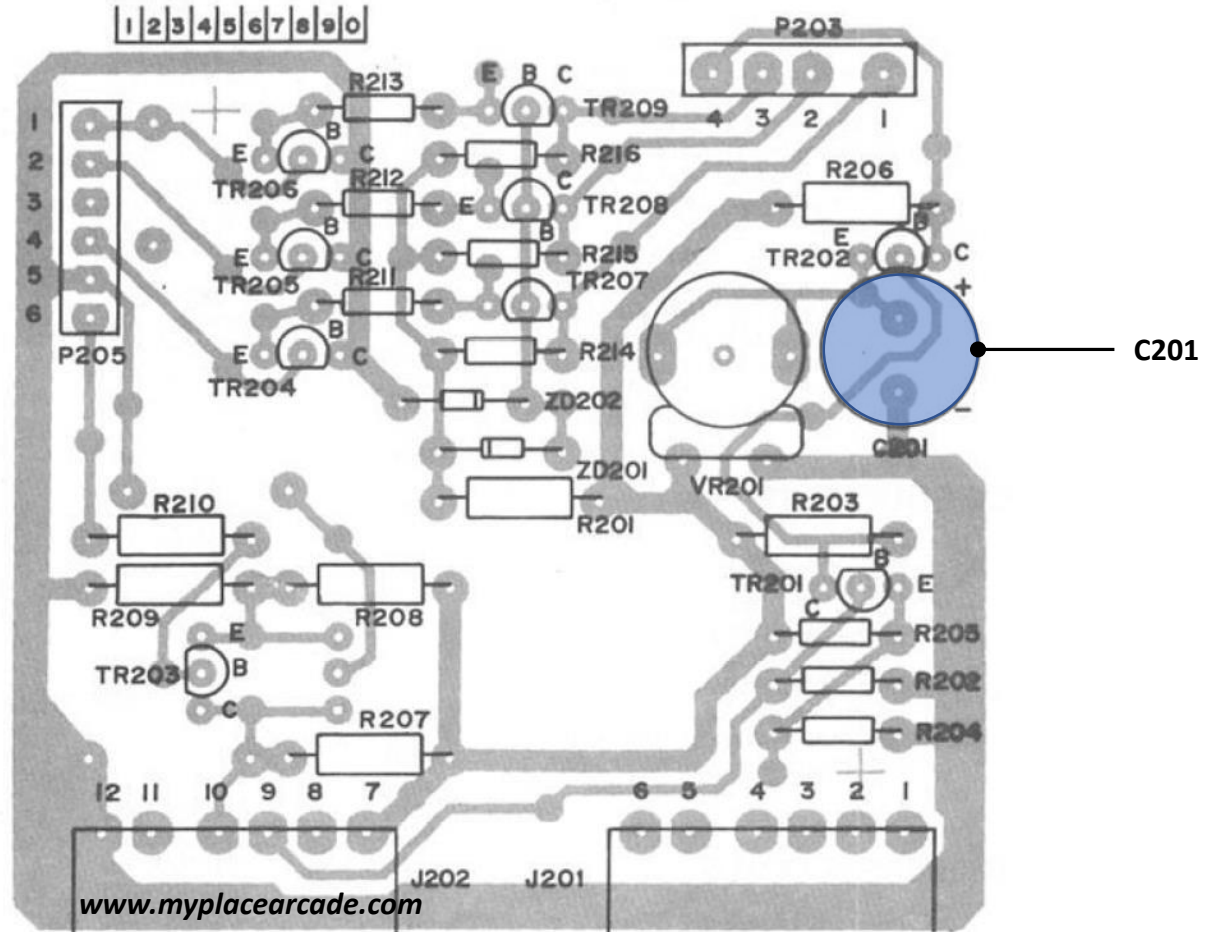 1 2 3 4 5 6 7 8 9 0
P203
R213
E B C
TR209
4 3 2 1
1
2
3
4
5
6
P205
B
E C
TR206
R216
R212
C
E
TR208
B
R206
B
E C
TR202
B
E C
TR205
R215
R211
TR207
+
B
E C
TR204
R214
C201
ZD202
−
C201
ZD201
VR201
R201
R210
R203
B
TR201 E
C
R209
R208
R205
E
TR203 B
C
R202
R207
R204
12 11 10 9 8 7
6 5 4 3 2 1
J202 J201
www.myplacearcade.com